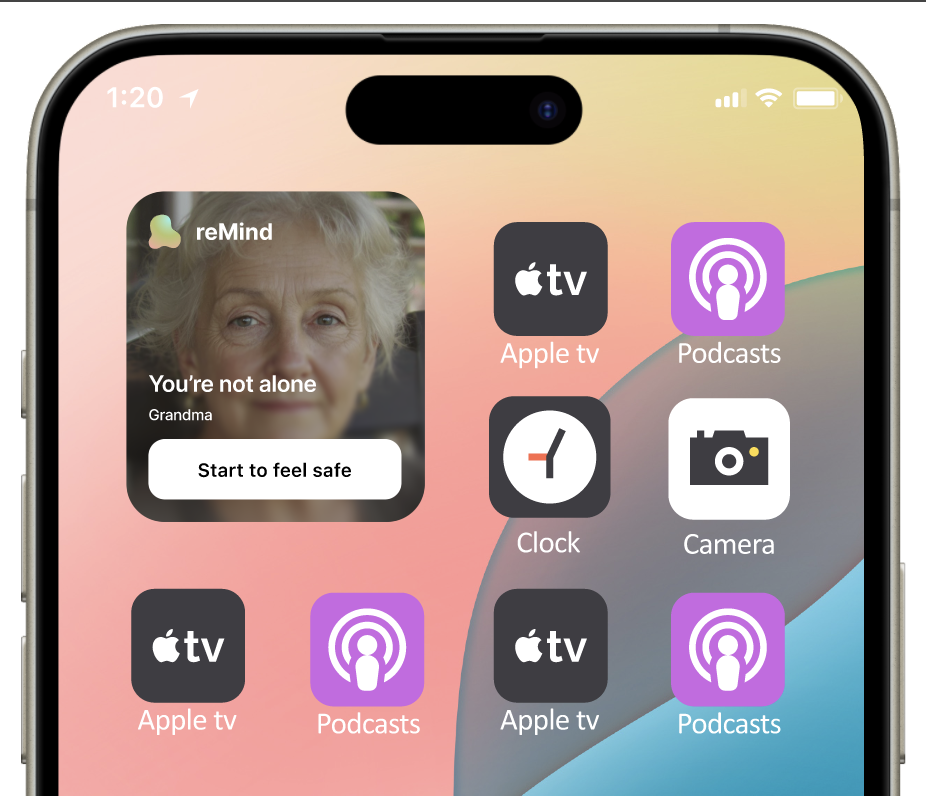 1:20
reMind
You're not alone
Grandma
Start to feel safe
tv
Apple tv
Podcasts
Clock
Camera
tv
Apple tv
Podcasts
tv
Apple tv
Podcasts